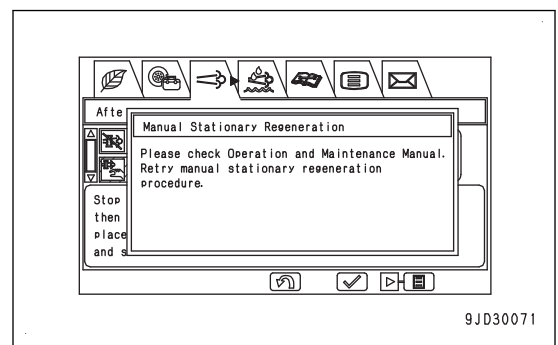 Afte
Manual Stationary Regeneration
Please check Operation and Maintenance Manual.
Retry manual stationary regeneration
procedure.
Stop
then
place
and s
9JD30071